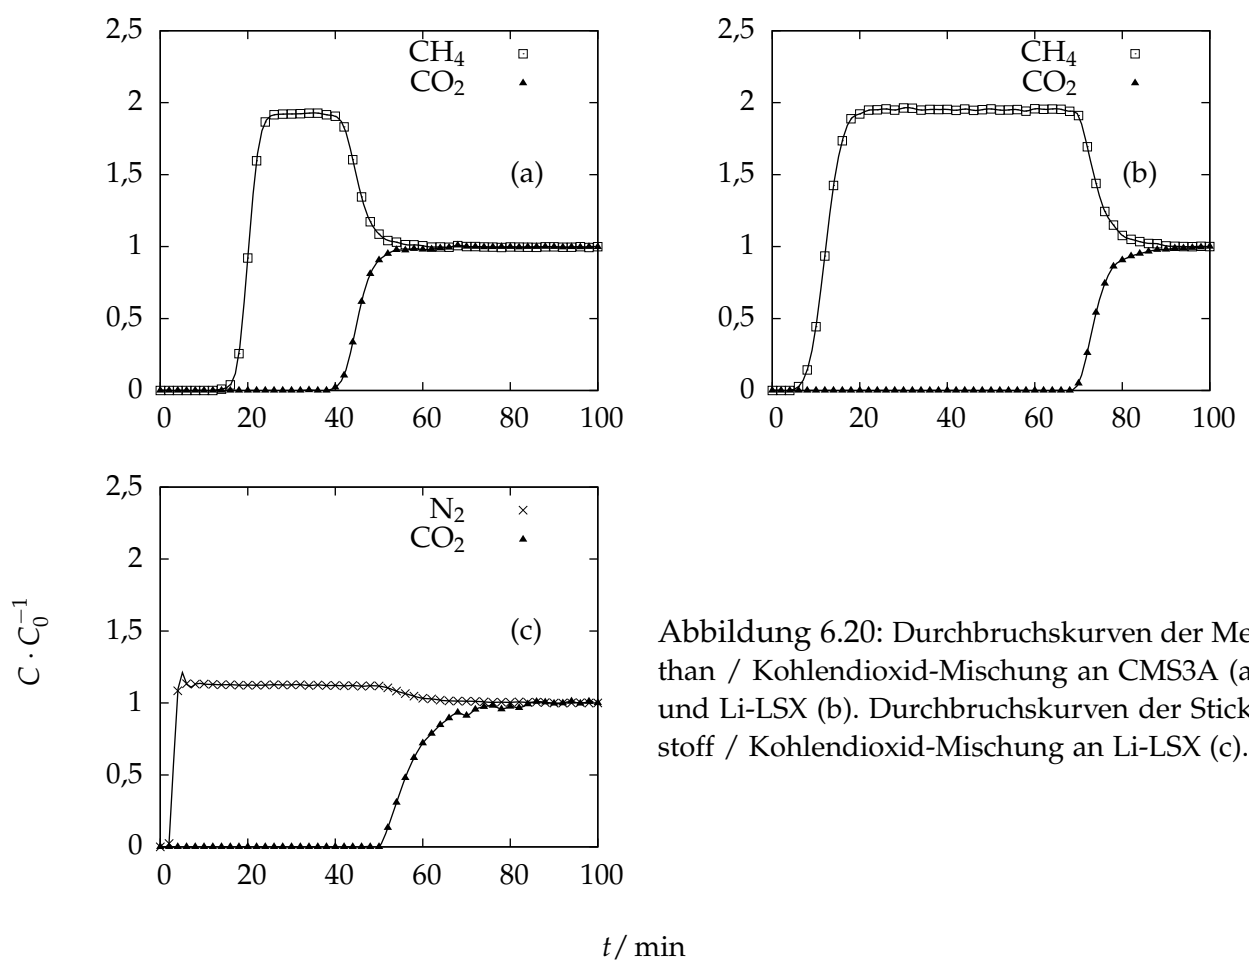 2,5
2
1,5
1
0,5
0
0 20 40 60 80 100
CH4
CO2
(a)
2,5
2
1,5
1
0,5
0
0 20 40 60 80 100
CH4
CO2
(b)
2,5
2
1,5
1
0,5
0
0 20 40 60 80 100
N2
CO2
(c)
C · C₀⁻¹
t/ min
Abbildung 6.20: Durchbruchskurven der Me
than / Kohlendioxid-Mischung an CMS3A (a
und Li-LSX (b). Durchbruchskurven der Stick
stoff / Kohlendioxid-Mischung an Li-LSX (c).